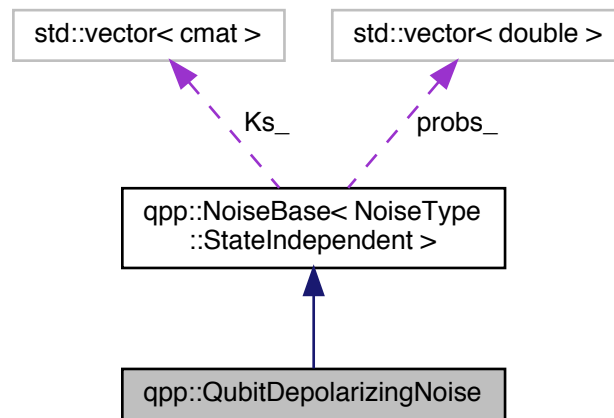 std::vector< cmat >
std::vector< double >
Ks_
probs_
qpp::NoiseBase< NoiseType
::StateIndependent >
qpp::QubitDepolarizingNoise